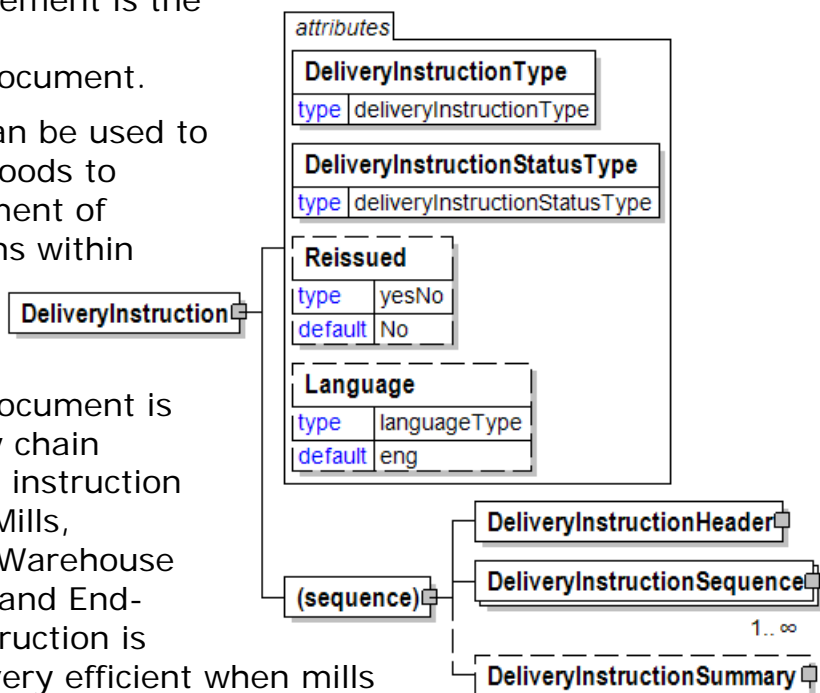 ement is the
ocument.
an be used to
oods to
ment of
ns within
ocument is
y chain
instruction
Mills,
Warehouse
and End-
ruction is
very efficient when mills
attributes
DeliveryInstructionType
type deliveryInstructionType
DeliveryInstructionStatusType
type deliveryInstructionStatusType
Reissued
type yesNo
default No
Language
type languageType
default eng
DeliveryInstruction
(sequence)
DeliveryInstructionHeader
DeliveryInstructionSequence
1.. ∞
DeliveryInstructionSummary